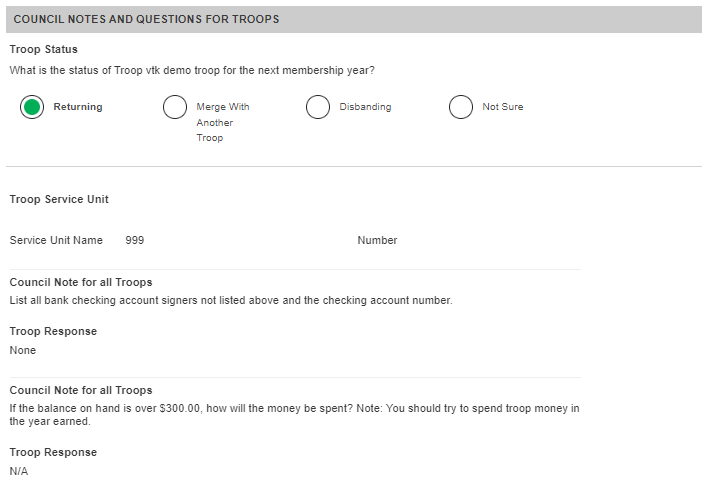 COUNCIL NOTES AND QUESTIONS FOR TROOPS
Troop Status
What is the status of Troop vtk demo troop for the next membership year?
Returning
Merge With
Another
Troop
Disbanding
Not Sure
Troop Service Unit
Service Unit Name 999 Number
Council Note for all Troops
List all bank checking account signers not listed above and the checking account number.
Troop Response
None
Council Note for all Troops
If the balance on hand is over $300.00, how will the money be spent? Note: You should try to spend troop money in
the year earned.
Troop Response
N/A